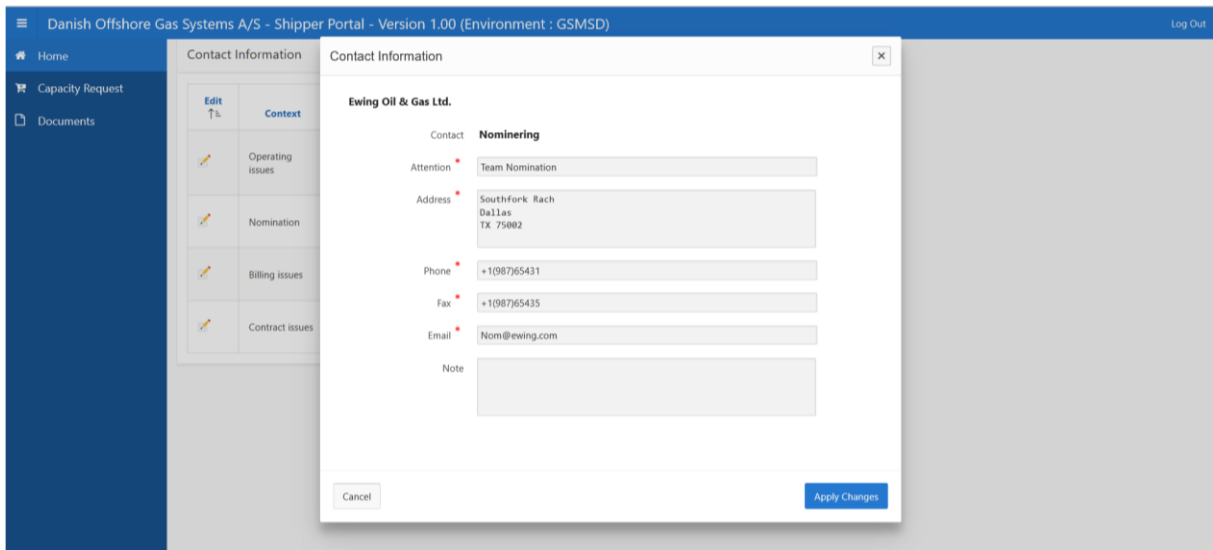 Danish Offshore Gas Systems A/S - Shipper Portal - Version 1.00 (Environment : GSMSD)
Log Out
Home
Capacity Request
Documents
Contact Information
Edit
Context
Operating
issues
Nomination
Billing issues
Contract issues
Contact Information
Ewing Oil & Gas Ltd.
Contact Nominering
Attention * Team Nomination
Address * Southfork Rach
Dallas
TX 75002
Phone * +1(987)65431
Fax * +1(987)65435
Email * Nom@ewing.com
Note
Cancel
Apply Changes